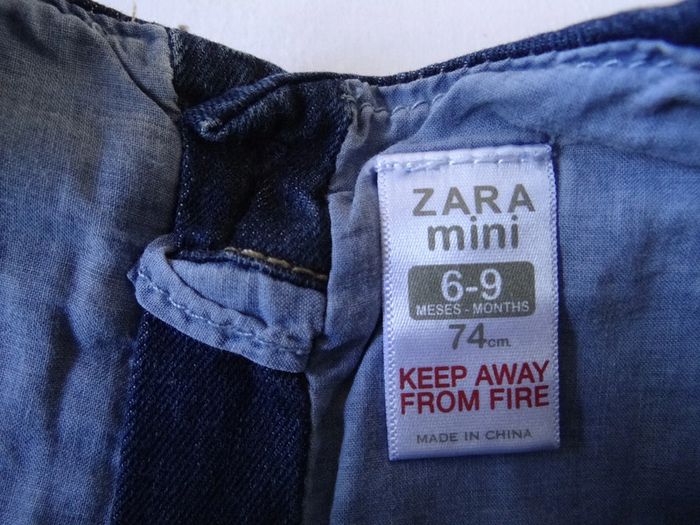 ZARA
mini
6-9
MESES - MONTHS
74cm.
KEEP AWAY
FROM FIRE
MADE IN CHINA